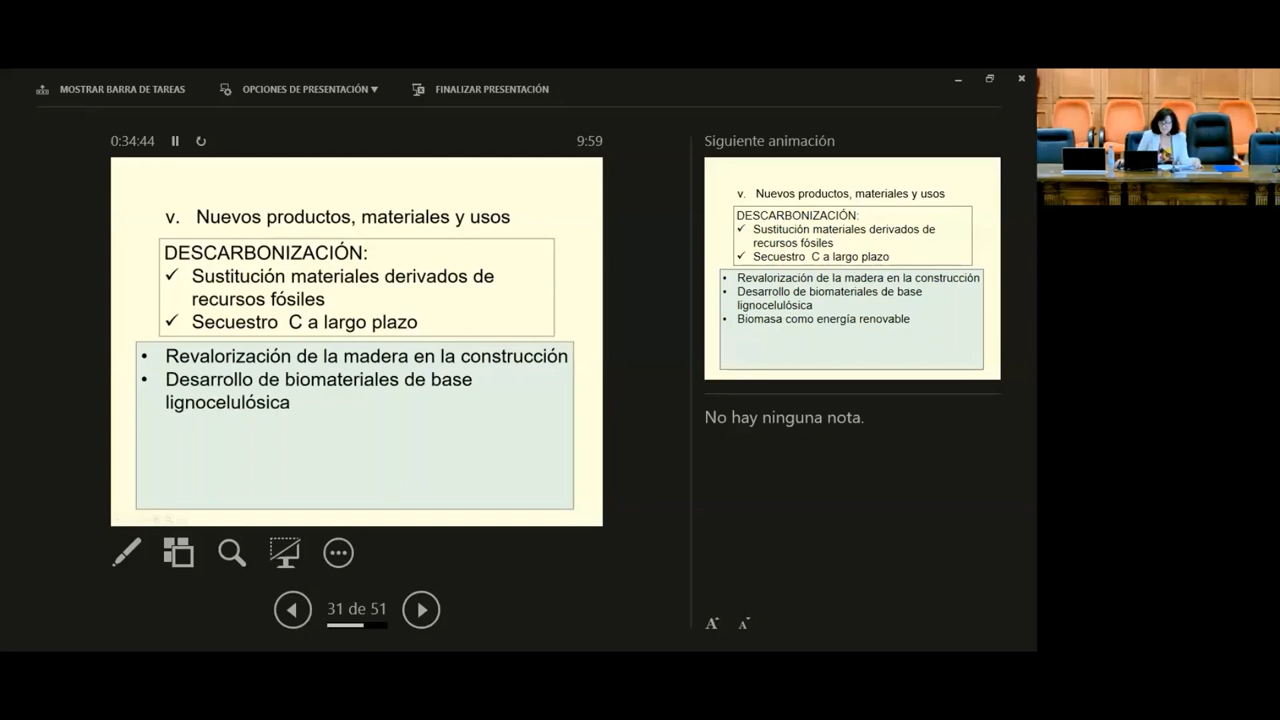 MOSTRAR BARRA DE TAREAS
OPCIONES DE PRESENTACIÓN ▼
FINALIZAR PRESENTACIÓN
0:34:44
9:59
v. Nuevos productos, materiales y usos
DESCARBONIZACIÓN:
✓ Sustitución materiales derivados de
recursos fósiles
✓ Secuestro C a largo plazo
• Revalorización de la madera en la construcción
• Desarrollo de biomateriales de base
lignocelulósica
31 de 51
Siguiente animación
v. Nuevos productos, materiales y usos
DESCARBONIZACIÓN:
✓ Sustitución materiales derivados de
recursos fósiles
✓ Secuestro C a largo plazo
• Revalorización de la madera en la construcción
• Desarrollo de biomateriales de base
lignocelulósica
• Biomasa como energía renovable
No hay ninguna nota.
A A